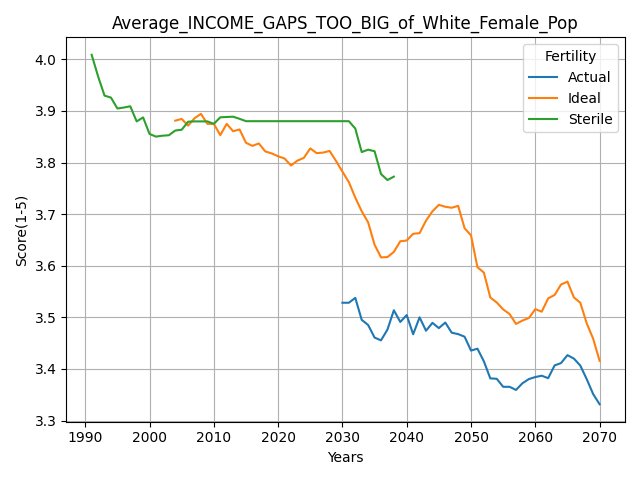 Average_INCOME_GAPS_TOO_BIG_of_White_Female_Pop
Fertility
Actual
Ideal
Sterile
Score(1-5)
4.0
3.9
3.8
3.7
3.6
3.5
3.4
3.3
1990 2000 2010 2020 2030 2040 2050 2060 2070
Years